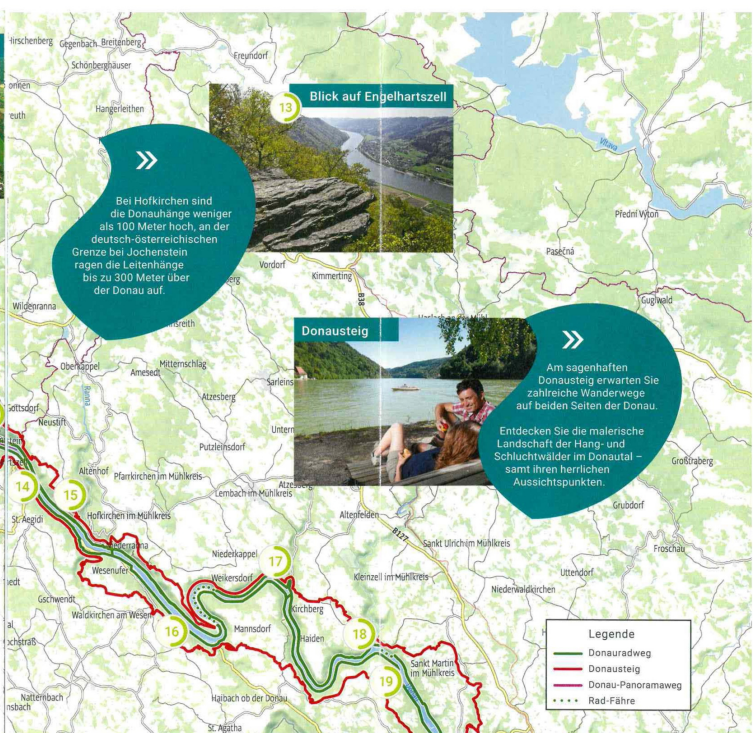 Hirschenberg
Gegenbach
Breitenberg
Schönberghäuser
Freundorf
Hangerleithen
13
Blick auf Engelhartszell
Vltava
Přední Výtoň
Pasečná
Guglwald
»
Bei Hofkirchen sind
die Donauhänge weniger
als 100 Meter hoch, an der
deutsch-österreichischen
Grenze bei Jochenstein
ragen die Leitenhänge
bis zu 300 Meter über
der Donau auf.
Vordorf
Kimmerting
B38
Wildenranna
Donausteig
»
Am sagenhaften
Donausteig erwarten Sie
zahlreiche Wanderwege
auf beiden Seiten der Donau.
Entdecken Sie die malerische
Landschaft der Hang- und
Schluchtwälder im Donautal –
samt ihren herrlichen
Aussichtspunkten.
Oberkappel
Mitternschlag
Amesedt
Ranna
Atzesberg
Gottsdorf
Neustift
Putzleinsdorf
Großtraberg
Altenhof
Pfarrkirchen im Mühlkreis
Lembach im Mühlkreis
14
15
Hofkirchen im Mühlkreis
Altenfelden
Grubdorf
St. Aegidi
B127
Sankt Ulrich im Mühlkreis
Froschau
Niederranna
Niederkappel
17
Wesenufer
Weikersdorf
Kleinzell im Mühlkreis
Uttendorf
Niederwaldkirchen
Gschwendt
Waldkirchen am Wesen
Kirchberg
16
Mannsdorf
Haiden
18
Sankt Martin
im Mühlkreis
19
Natternbach
Haibach ob der Donau
St. Agatha
Legende
Donauradweg
Donausteig
Donau-Panoramaweg
Rad-Fähre